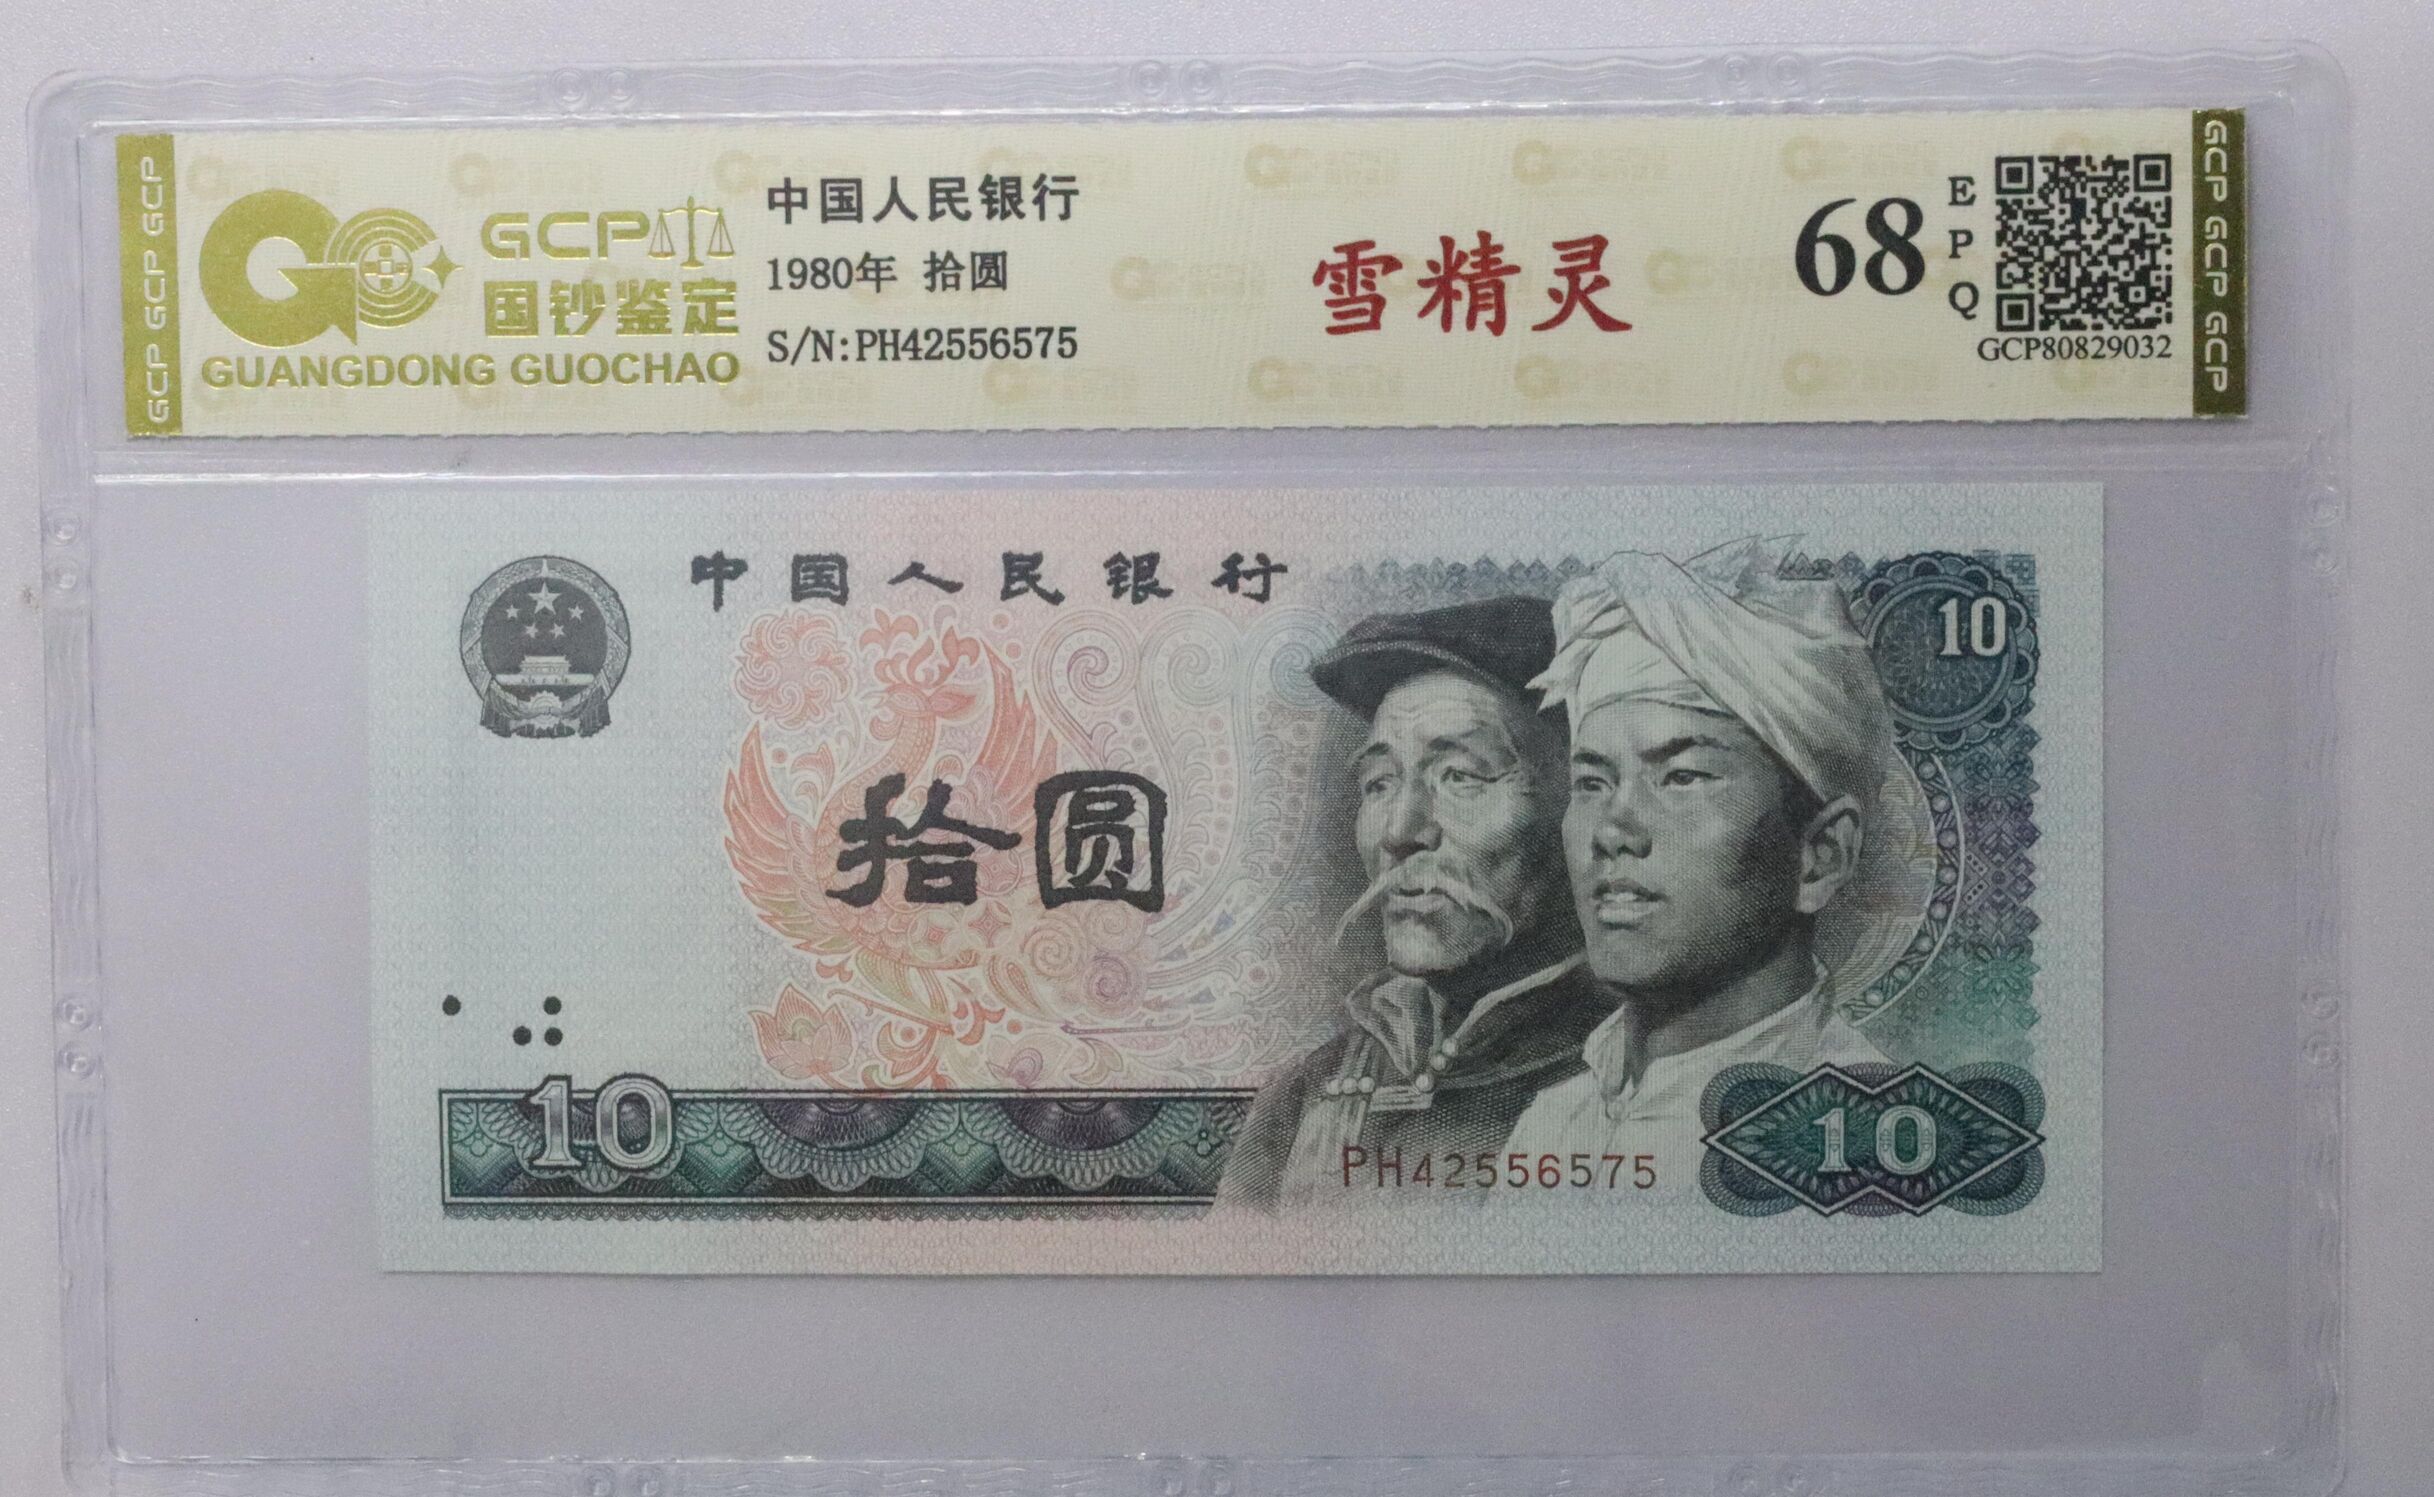 GCP GCP GCP
GCP
国钞鉴定
GUANGDONG GUOCHAO
中国人民银行
1980年 拾圆
S/N:PH42556575
雪精灵
68
EPQ
GCP80829032
GCP GCP GCP
中国人民银行
10
拾圆
10
PH42556575
10